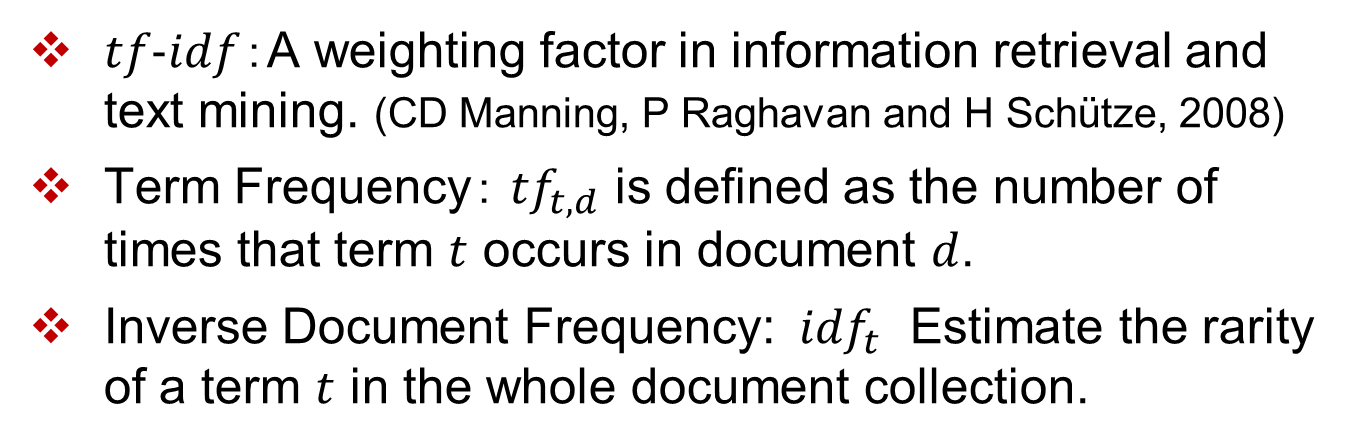 ❖ tf-idf : A weighting factor in information retrieval and
text mining. (CD Manning, P Raghavan and H Schütze, 2008)
❖ Term Frequency: tf_{t,d} is defined as the number of
times that term t occurs in document d.
❖ Inverse Document Frequency: idf_t Estimate the rarity
of a term t in the whole document collection.